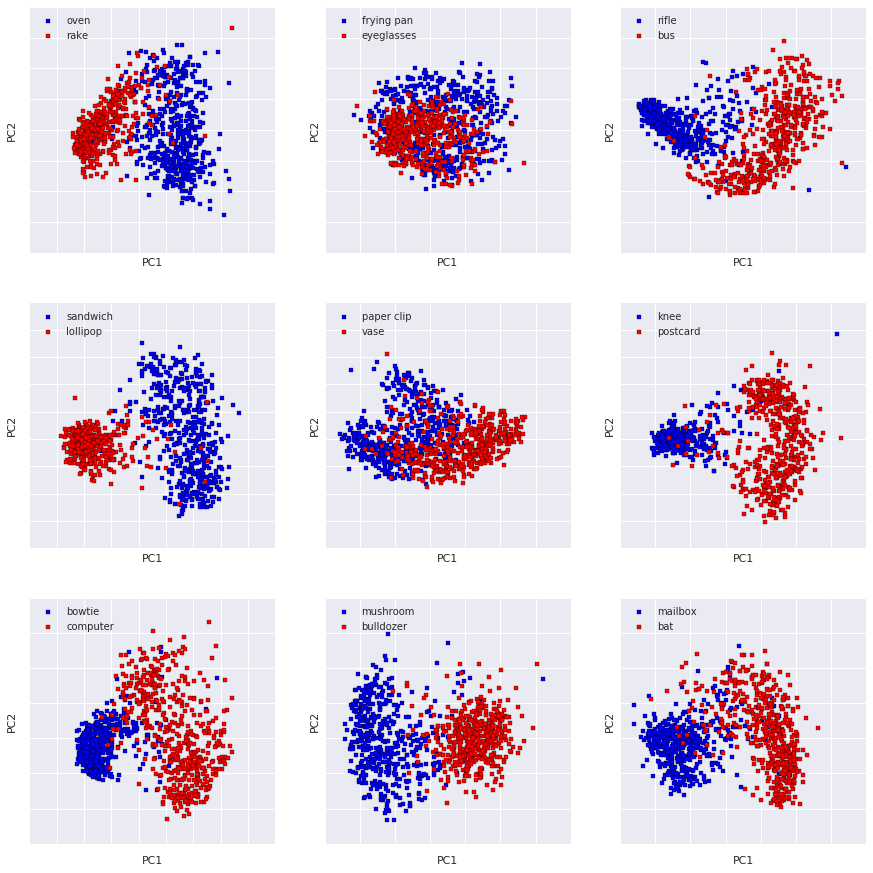 oven
rake
PC2
PC1
frying pan
eyeglasses
PC2
PC1
rifle
bus
PC2
PC1
sandwich
lollipop
PC2
PC1
paper clip
vase
PC2
PC1
knee
postcard
PC2
PC1
bowtie
computer
PC2
PC1
mushroom
bulldozer
PC2
PC1
mailbox
bat
PC2
PC1